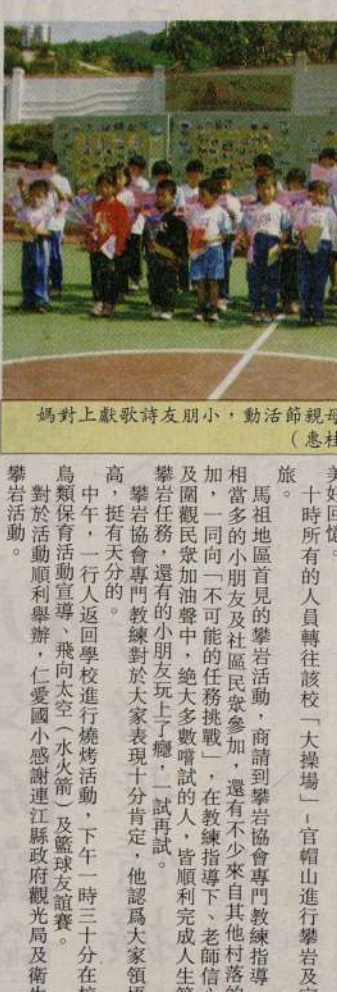 母親節活動，小朋友詩歌獻上對媽
桂惠）
美好回憶。
十時所有的人員轉往該校「大操場」–官帽山進行攀岩及
旅。
馬祖地區首見的攀岩活動，商請到攀岩協會專門教練指導
相當多的小朋友及社區民眾參加，還有不少來自其他村落的
加，一同向「不可能的任務挑戰」，在教練指導下、老師信
及圍觀民眾加油聲中，絶大多數嚐試的人，皆順利完成人生第
攀岩任務，還有的小朋友玩上了癮，一試再試。
攀岩協會專門教練對於大家表現十分肯定，他認爲大家領悟
高，挺有天分的。
中午，一行人返回學校進行燒烤活動，下午一時三十分在校
鳥類保育活動宣導、飛向太空（水火箭）及籃球友誼賽。
對於活動順利舉辦，仁愛國小感謝連江縣政府觀光局及衛生
攀岩活動。